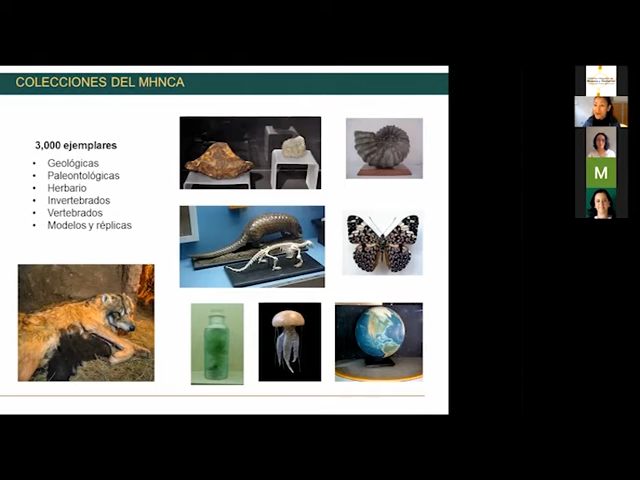 COLECCIONES DEL MHNCA
3,000 ejemplares
• Geológicas
• Paleontológicas
• Herbario
• Invertebrados
• Vertebrados
• Modelos y réplicas
M